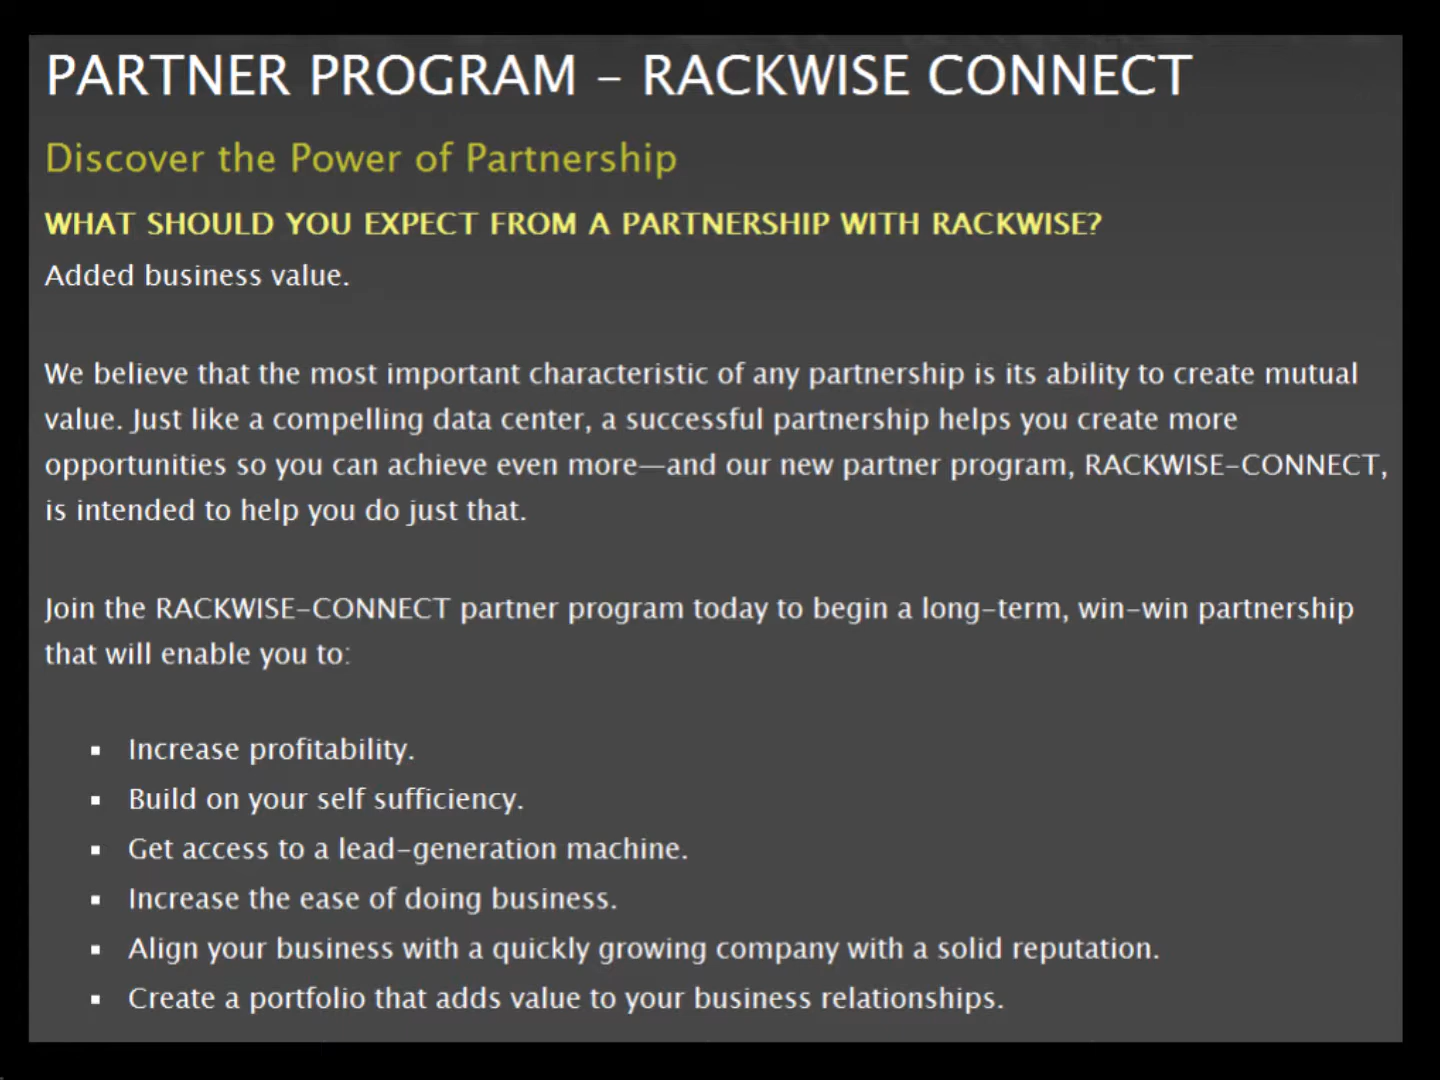 PARTNER PROGRAM – RACKWISE CONNECT
Discover the Power of Partnership
WHAT SHOULD YOU EXPECT FROM A PARTNERSHIP WITH RACKWISE?
Added business value.
We believe that the most important characteristic of any partnership is its ability to create mutual
value. Just like a compelling data center, a successful partnership helps you create more
opportunities so you can achieve even more—and our new partner program, RACKWISE–CONNECT,
is intended to help you do just that.
Join the RACKWISE–CONNECT partner program today to begin a long–term, win–win partnership
that will enable you to:
▪ Increase profitability.
▪ Build on your self sufficiency.
▪ Get access to a lead–generation machine.
▪ Increase the ease of doing business.
▪ Align your business with a quickly growing company with a solid reputation.
▪ Create a portfolio that adds value to your business relationships.